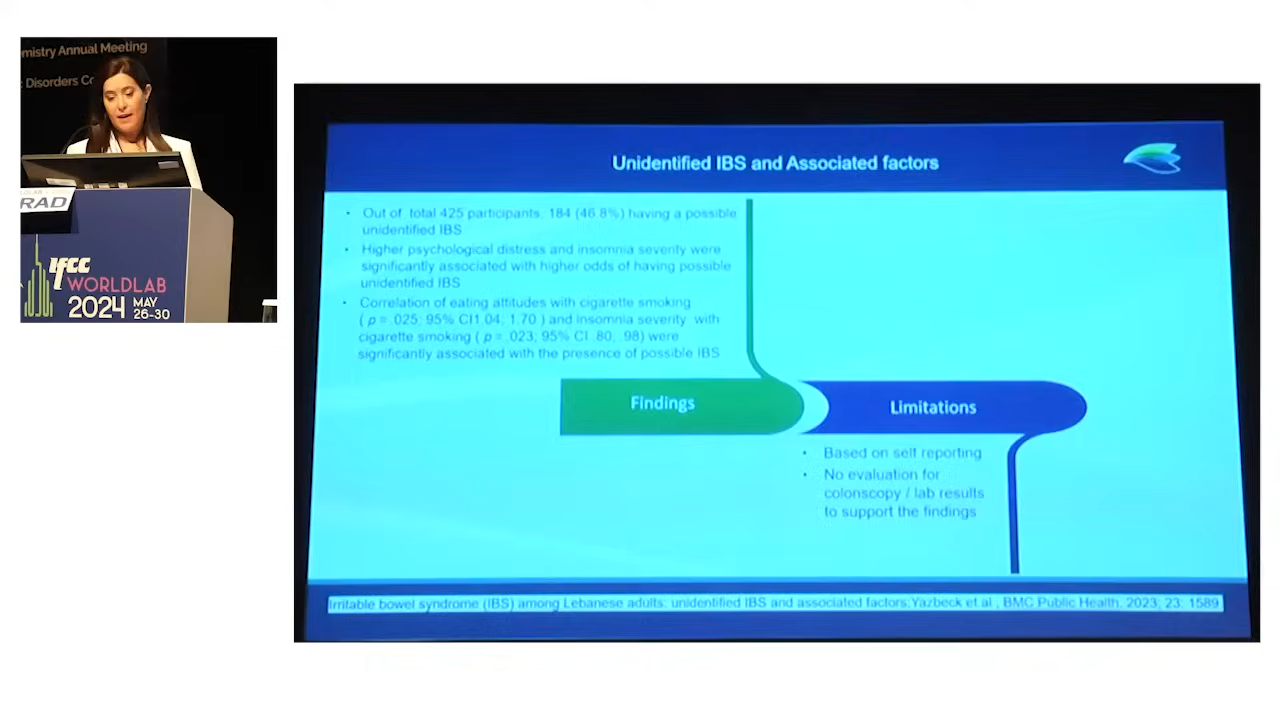 mistry Annual Meeting
Disorders Co
RAD
IFCC
WORLDLAB
2024 MAY
26-30
Unidentified IBS and Associated factors
• Out of total 425 participants, 184 (46.8%) having a possible
unidentified IBS
• Higher psychological distress and insomnia severity were
significantly associated with higher odds of having possible
unidentified IBS
• Correlation of eating attitudes with cigarette smoking
( p = .025; 95% CI1.04; 1.70 ) and insomnia severity with
cigarette smoking ( p = .023; 95% CI .80; .98) were
significantly associated with the presence of possible IBS
Findings
Limitations
• Based on self reporting
• No evaluation for
colonscopy / lab results
to support the findings
Irritable bowel syndrome (IBS) among Lebanese adults: unidentified IBS and associated factors;Yazbeck et al , BMC Public Health. 2023; 23: 1589